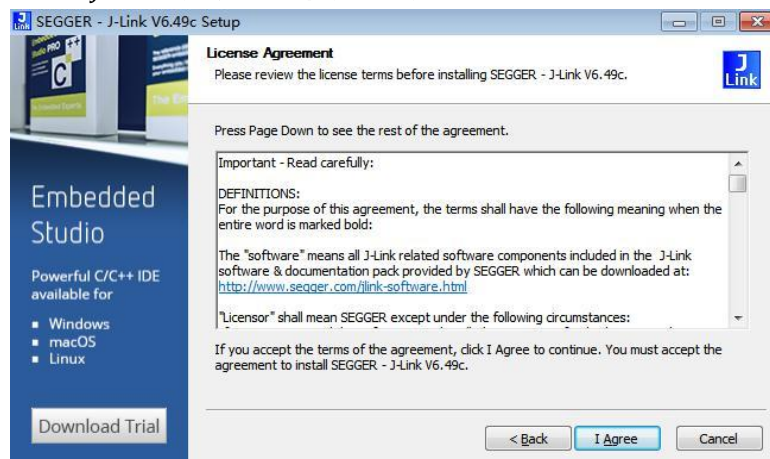 SEGGER - J-Link V6.49c Setup
License Agreement
Please review the license terms before installing SEGGER - J-Link V6.49c.
J
Link
Press Page Down to see the rest of the agreement.
Important - Read carefully:
DEFINITIONS:
For the purpose of this agreement, the terms shall have the following meaning when the
entire word is marked bold:
The "software" means all J-Link related software components included in the J-Link
software & documentation pack provided by SEGGER which can be downloaded at:
http://www.segger.com/jlink-software.html
"Licensor" shall mean SEGGER except under the following circumstances:
If you accept the terms of the agreement, click I Agree to continue. You must accept the
agreement to install SEGGER - J-Link V6.49c.
Embedded
Studio
Powerful C/C++ IDE
available for
▪ Windows
▪ macOS
▪ Linux
Download Trial
< Back
I Agree
Cancel